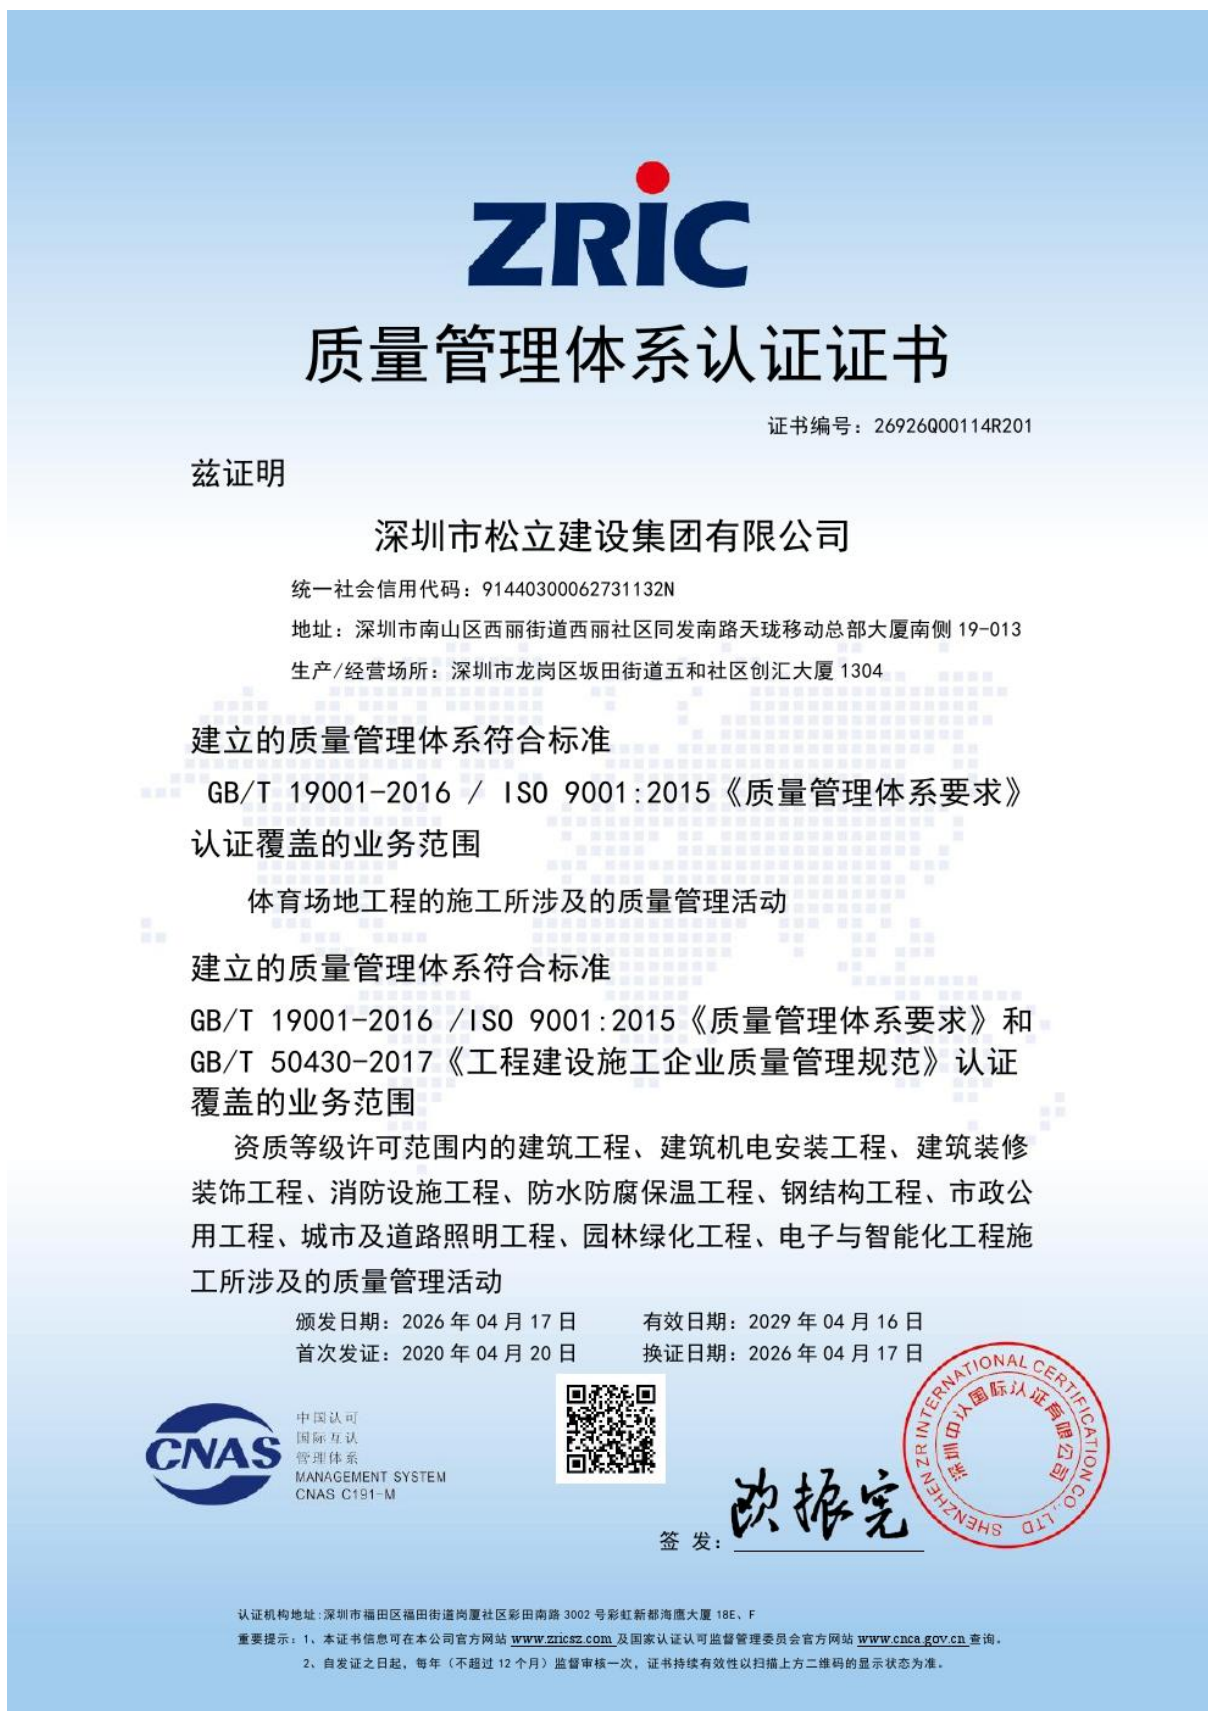 ZRIC
质量管理体系认证证书
证书编号：26926Q00114R201
兹证明
深圳市松立建设集团有限公司
统一社会信用代码：91440300062731132N
地址：深圳市南山区西丽街道西丽社区同发南路天珑移动总部大厦南侧 19-013
生产/经营场所：深圳市龙岗区坂田街道五和社区创汇大厦 1304
建立的质量管理体系符合标准
GB/T 19001-2016 / ISO 9001:2015《质量管理体系要求》
认证覆盖的业务范围
体育场地工程的施工所涉及的质量管理活动
建立的质量管理体系符合标准
GB/T 19001-2016 /ISO 9001:2015《质量管理体系要求》和
GB/T 50430-2017《工程建设施工企业质量管理规范》认证
覆盖的业务范围
资质等级许可范围内的建筑工程、建筑机电安装工程、建筑装修
装饰工程、消防设施工程、防水防腐保温工程、钢结构工程、市政公
用工程、城市及道路照明工程、园林绿化工程、电子与智能化工程施
工所涉及的质量管理活动
颁发日期：2026 年 04 月 17 日 有效日期：2029 年 04 月 16 日
首次发证：2020 年 04 月 20 日 换证日期：2026 年 04 月 17 日
CNAS
中国认可
国际互认
管理体系
MANAGEMENT SYSTEM
CNAS C191-M
签 发：欧振宪
SHENZHEN ZR INTERNATIONAL CERTIFICATION CO., LTD
深圳中认国际认证有限公司
认证机构地址:深圳市福田区福田街道岗厦社区彩田南路 3002 号彩虹新都海鹰大厦 18E、F
重要提示：1、本证书信息可在本公司官方网站 www.zricsz.com 及国家认证认可监督管理委员会官方网站 www.cnca.gov.cn 查询。
2、自发证之日起，每年（不超过 12 个月）监督审核一次，证书持续有效性以扫描上方二维码的显示状态为准。